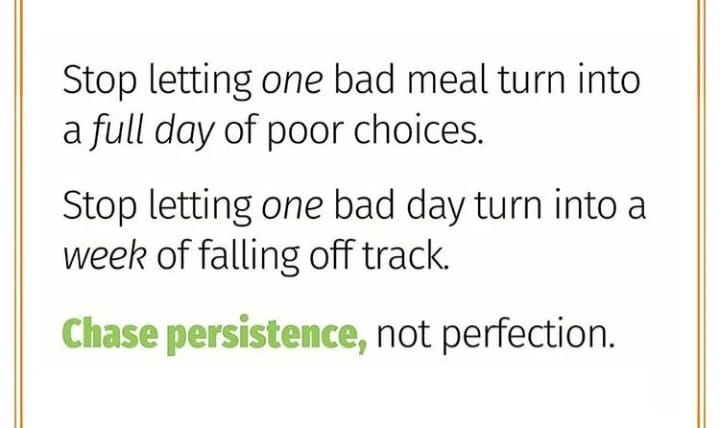 Stop letting one bad meal turn into
a full day of poor choices.
Stop letting one bad day turn into a
week of falling off track.
Chase persistence, not perfection.